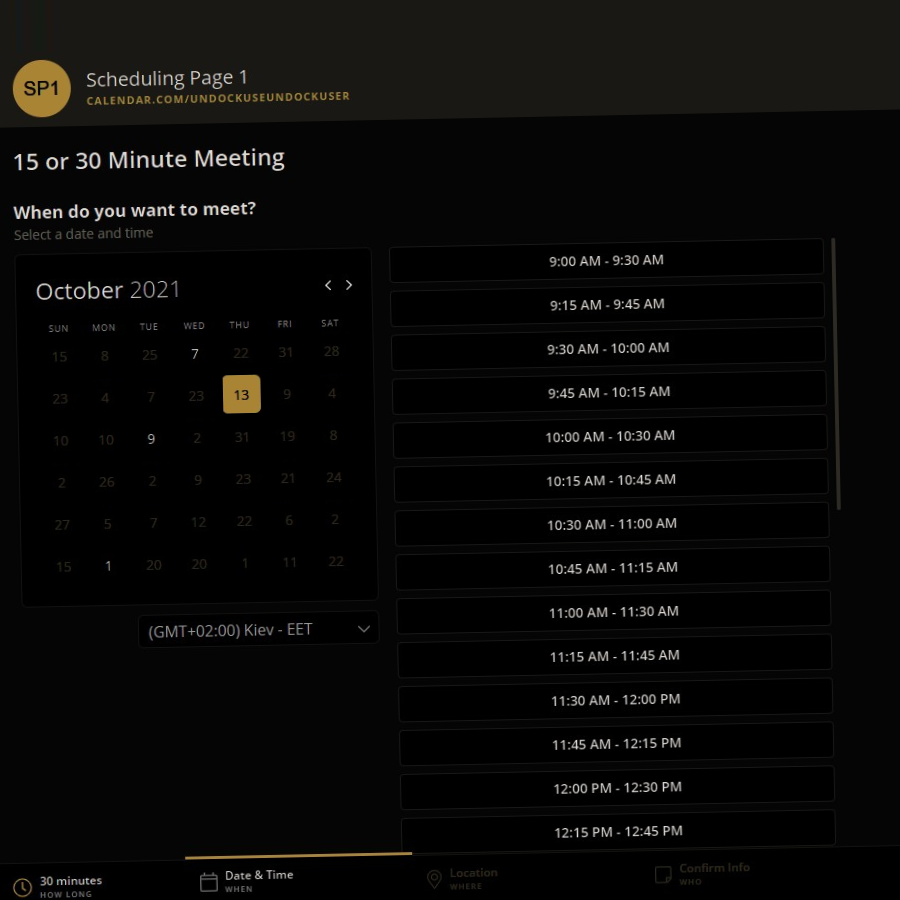 SP1
Scheduling Page 1
CALENDAR.COM/UNDOCKUSEUNDOCKUSER
15 or 30 Minute Meeting
When do you want to meet?
Select a date and time
October 2021
SUN MON TUE WED THU FRI SAT
15 8 25 7 22 31 28
23 4 7 23 13 9 4
10 10 9 2 31 19 8
2 26 2 9 23 21 24
27 5 7 12 22 6 2
15 1 20 20 1 11 22
(GMT+02:00) Kiev - EET
9:00 AM - 9:30 AM
9:15 AM - 9:45 AM
9:30 AM - 10:00 AM
9:45 AM - 10:15 AM
10:00 AM - 10:30 AM
10:15 AM - 10:45 AM
10:30 AM - 11:00 AM
10:45 AM - 11:15 AM
11:00 AM - 11:30 AM
11:15 AM - 11:45 AM
11:30 AM - 12:00 PM
11:45 AM - 12:15 PM
12:00 PM - 12:30 PM
12:15 PM - 12:45 PM
30 minutes
HOW LONG
Date & Time
WHEN
Location
WHERE
Confirm Info
WHO